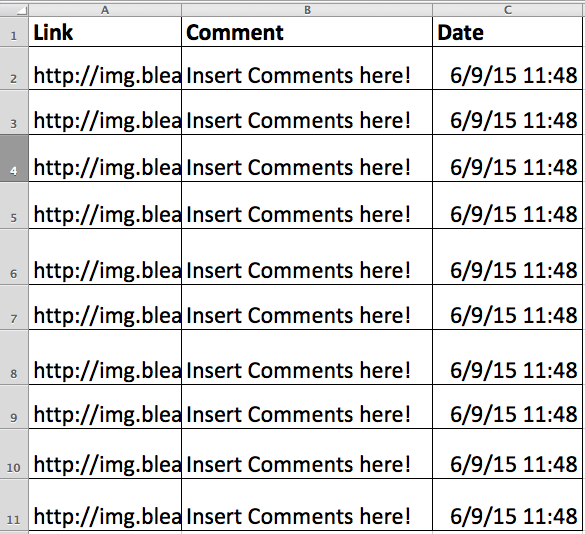 A B C
1 Link Comment Date
2 http://img.blea Insert Comments here! 6/9/15 11:48
3 http://img.blea Insert Comments here! 6/9/15 11:48
4 http://img.blea Insert Comments here! 6/9/15 11:48
5 http://img.blea Insert Comments here! 6/9/15 11:48
6 http://img.blea Insert Comments here! 6/9/15 11:48
7 http://img.blea Insert Comments here! 6/9/15 11:48
8 http://img.blea Insert Comments here! 6/9/15 11:48
9 http://img.blea Insert Comments here! 6/9/15 11:48
10 http://img.blea Insert Comments here! 6/9/15 11:48
11 http://img.blea Insert Comments here! 6/9/15 11:48